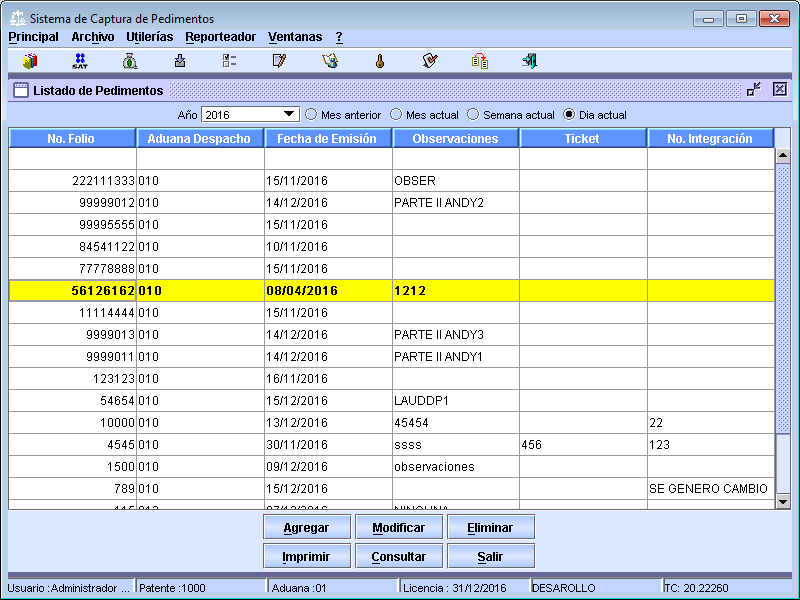 Sistema de Captura de Pedimentos
Principal Archivo Utilerías Reporteador Ventanas ?
SAT
Listado de Pedimentos
Año 2016 Mes anterior Mes actual Semana actual Dia actual
No. Folio Aduana Despacho Fecha de Emisión Observaciones Ticket No. Integración
222111333 010 15/11/2016 OBSER
99999012 010 14/12/2016 PARTE II ANDY2
99995555 010 15/11/2016
84541122 010 10/11/2016
77778888 010 15/11/2016
56126162 010 08/04/2016 1212
11114444 010 15/11/2016
9999013 010 14/12/2016 PARTE II ANDY3
9999011 010 14/12/2016 PARTE II ANDY1
123123 010 16/11/2016
54654 010 15/12/2016 LAUDDP1
10000 010 13/12/2016 45454 22
4545 010 30/11/2016 ssss 456 123
1500 010 09/12/2016 observaciones
789 010 15/12/2016 SE GENERO CAMBIO
Agregar Modificar Eliminar
Imprimir Consultar Salir
Usuario :Administrador ... Patente :1000 Aduana :01 Licencia : 31/12/2016 DESAROLLO TC: 20.22260